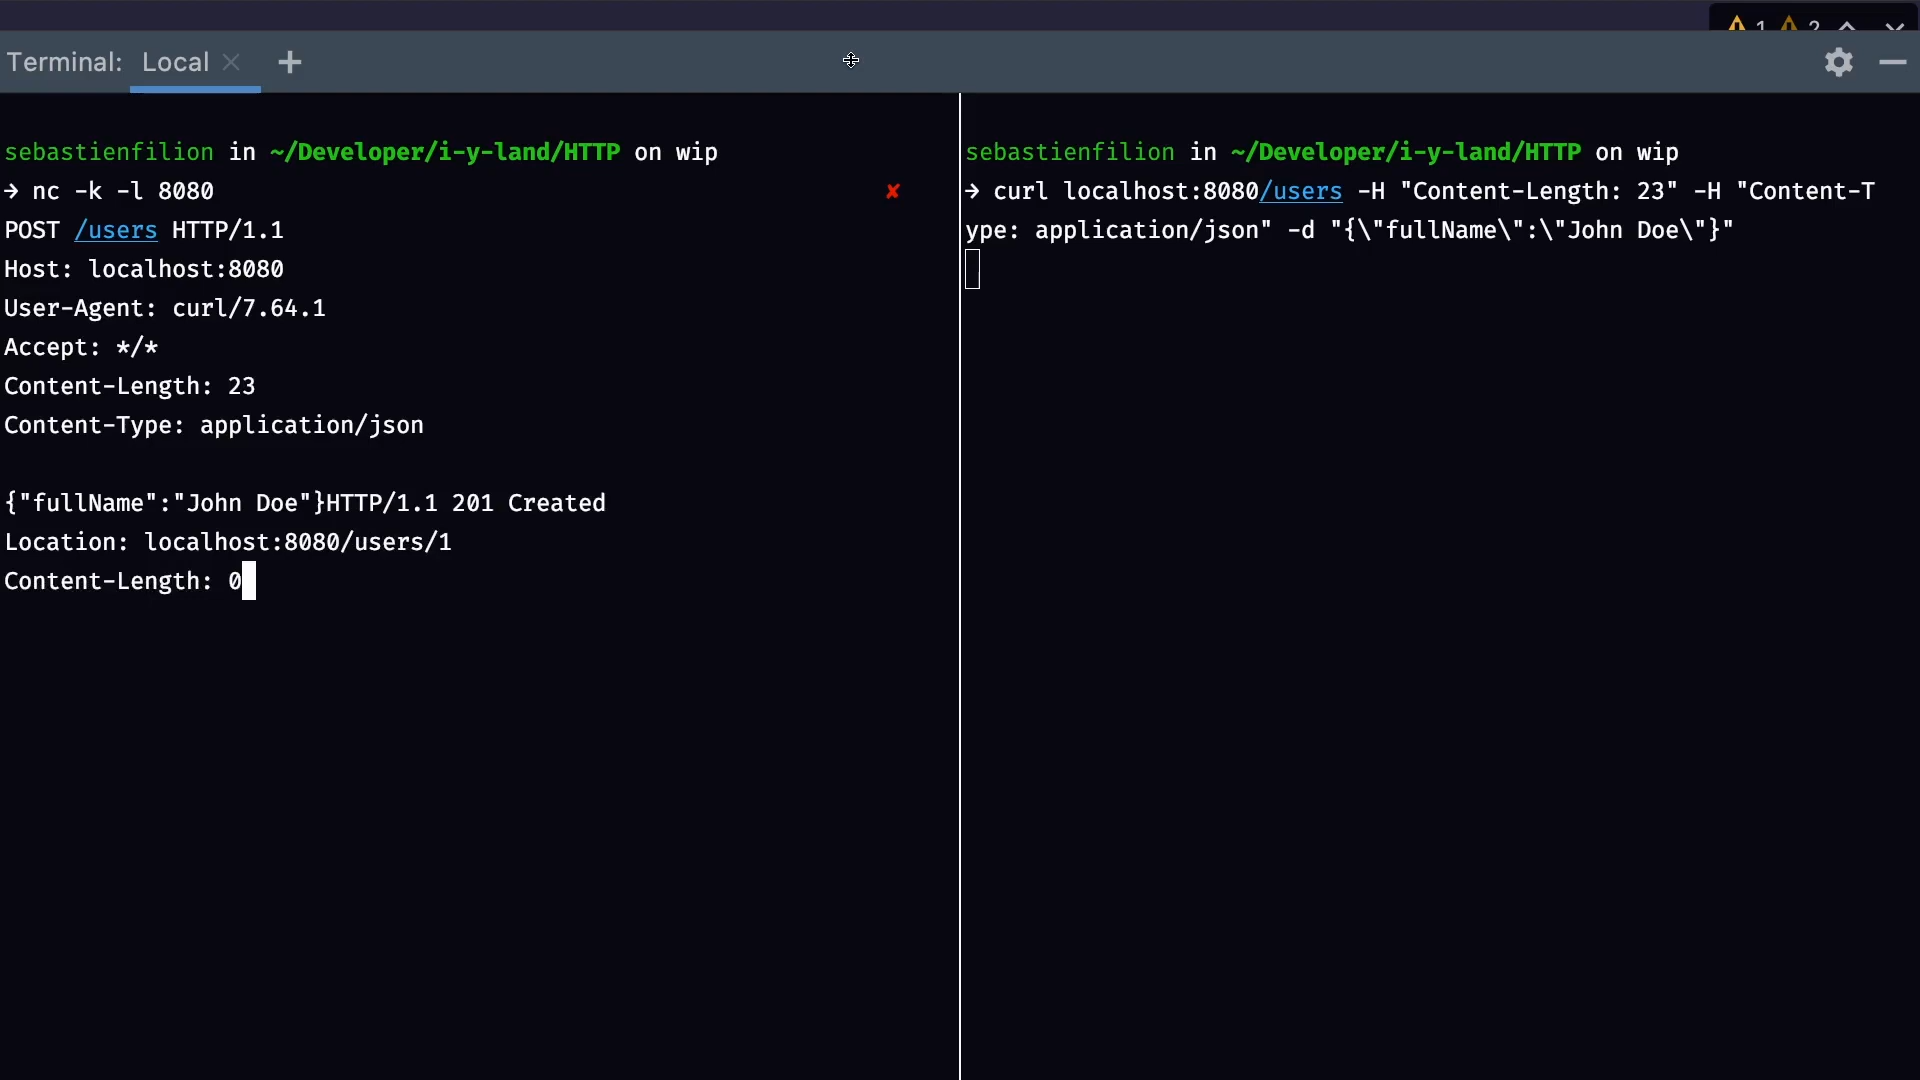 1 2
Terminal: Local
sebastienfilion in ~/Developer/i-y-land/HTTP on wip
→ nc -k -l 8080 ✘
POST /users HTTP/1.1
Host: localhost:8080
User-Agent: curl/7.64.1
Accept: */*
Content-Length: 23
Content-Type: application/json
{"fullName":"John Doe"}HTTP/1.1 201 Created
Location: localhost:8080/users/1
Content-Length: 0
sebastienfilion in ~/Developer/i-y-land/HTTP on wip
→ curl localhost:8080/users -H "Content-Length: 23" -H "Content-T
ype: application/json" -d "{\"fullName\":\"John Doe\"}"